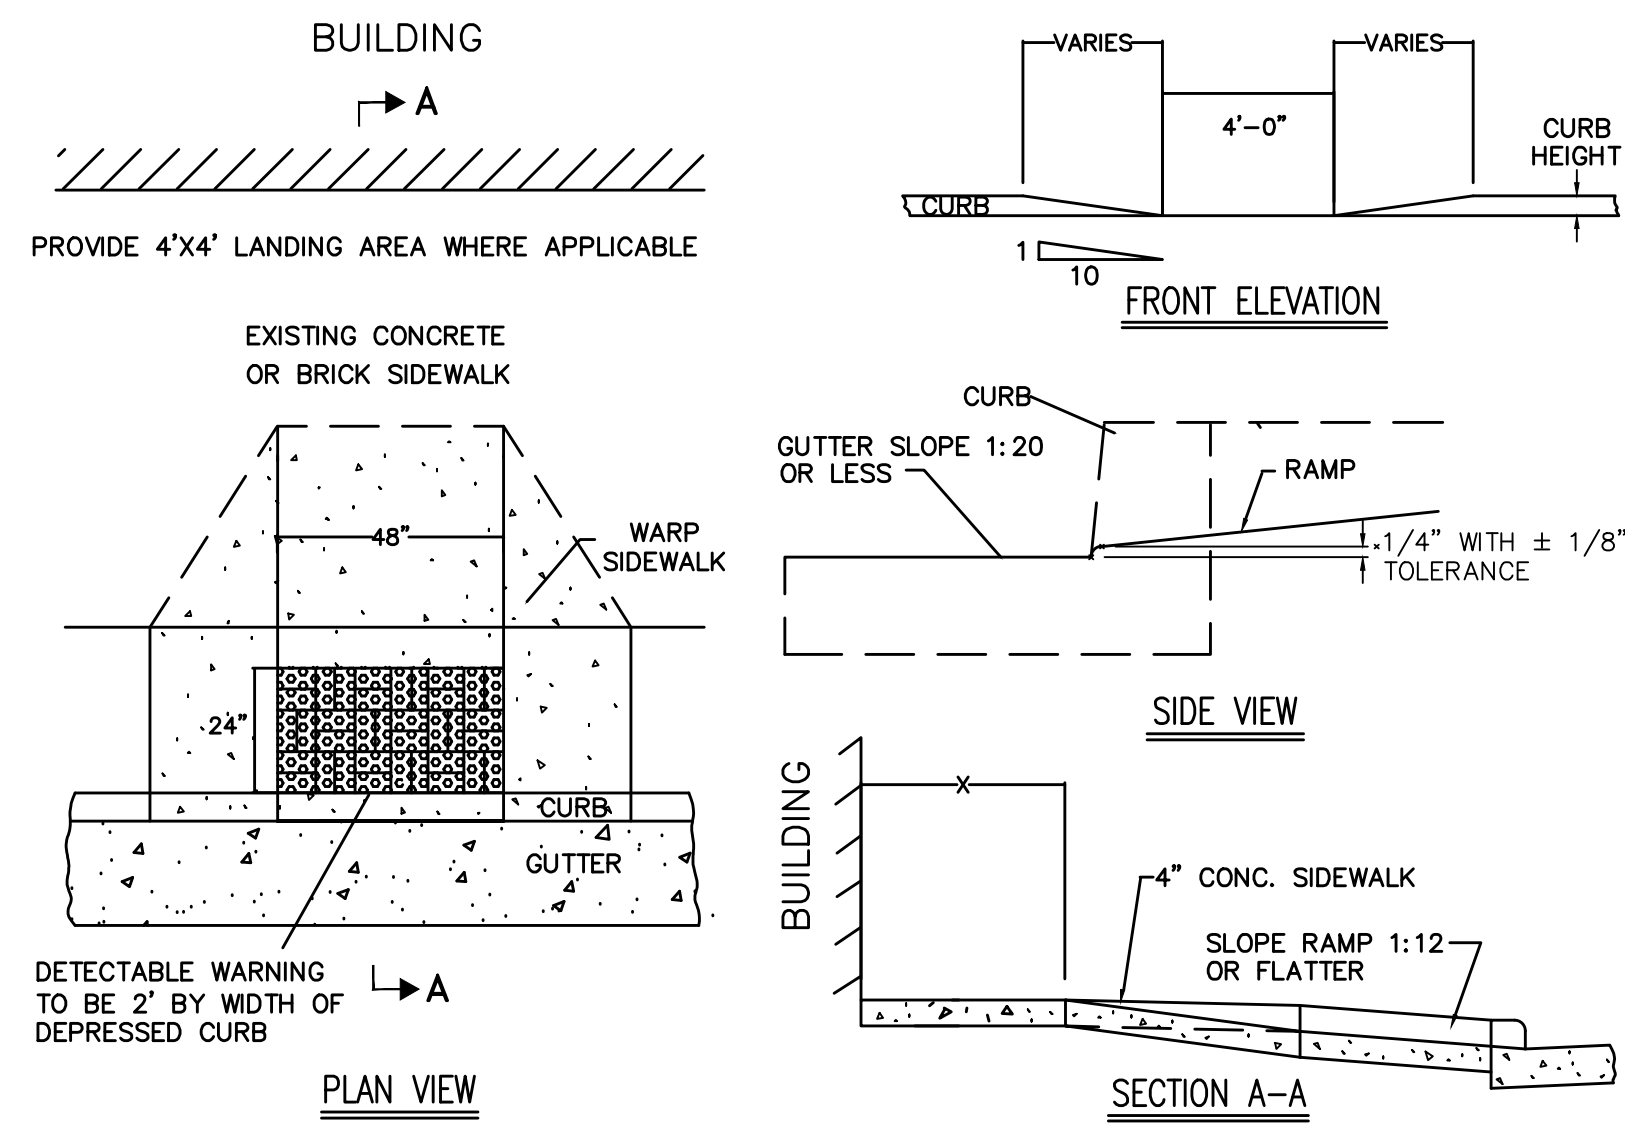 BUILDING
A
PROVIDE 4'X4' LANDING AREA WHERE APPLICABLE
EXISTING CONCRETE
OR BRICK SIDEWALK
48"
WARP
SIDEWALK
24"
CURB
GUTTER
DETECTABLE WARNING
TO BE 2' BY WIDTH OF
DEPRESSED CURB
A
PLAN VIEW
VARIES
VARIES
4'-0"
CURB
HEIGHT
CURB
1
10
FRONT ELEVATION
CURB
GUTTER SLOPE 1:20
OR LESS
RAMP
1/4" WITH ± 1/8"
TOLERANCE
SIDE VIEW
BUILDING
X
4" CONC. SIDEWALK
SLOPE RAMP 1:12
OR FLATTER
SECTION A-A